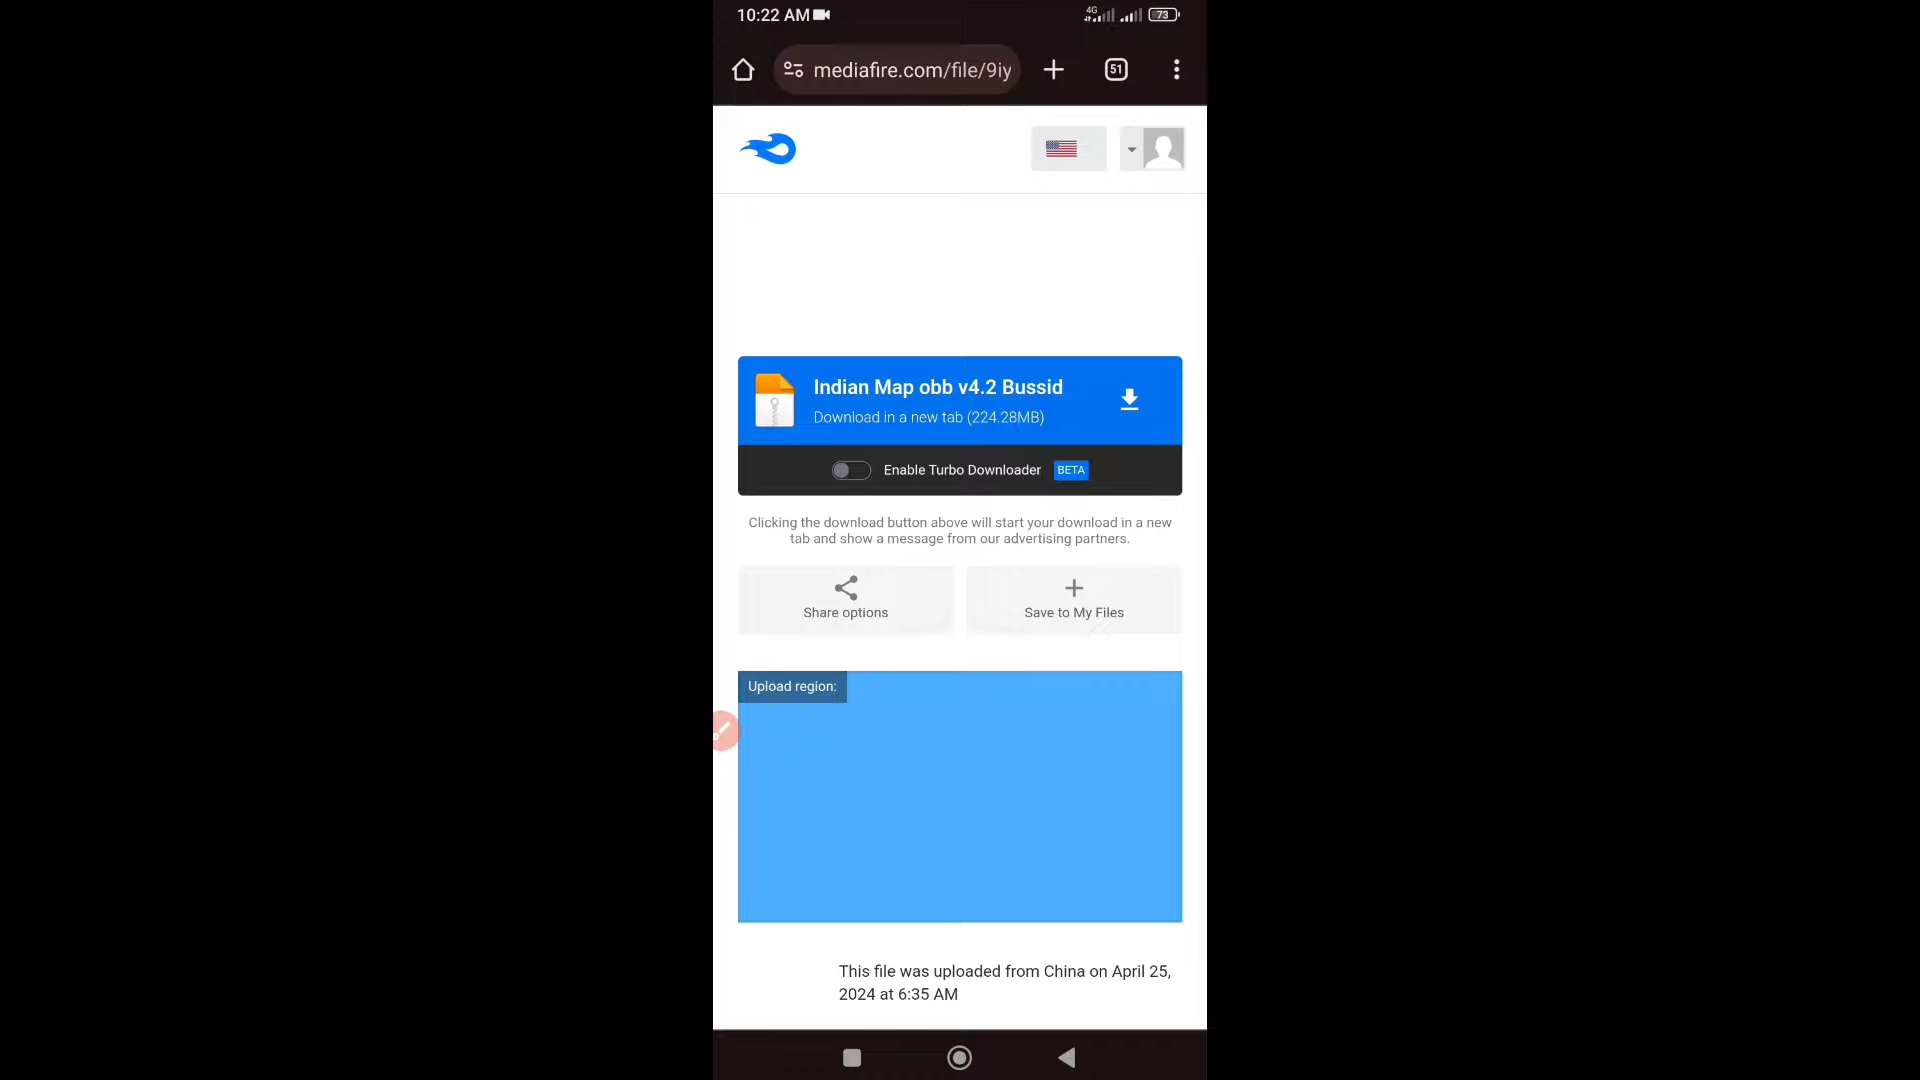 10:22 AM
4G
73
mediafire.com/file/9iy
51
Indian Map obb v4.2 Bussid
Download in a new tab (224.28MB)
Enable Turbo Downloader BETA
Clicking the download button above will start your download in a new
tab and show a message from our advertising partners.
Share options
Save to My Files
Upload region:
This file was uploaded from China on April 25,
2024 at 6:35 AM